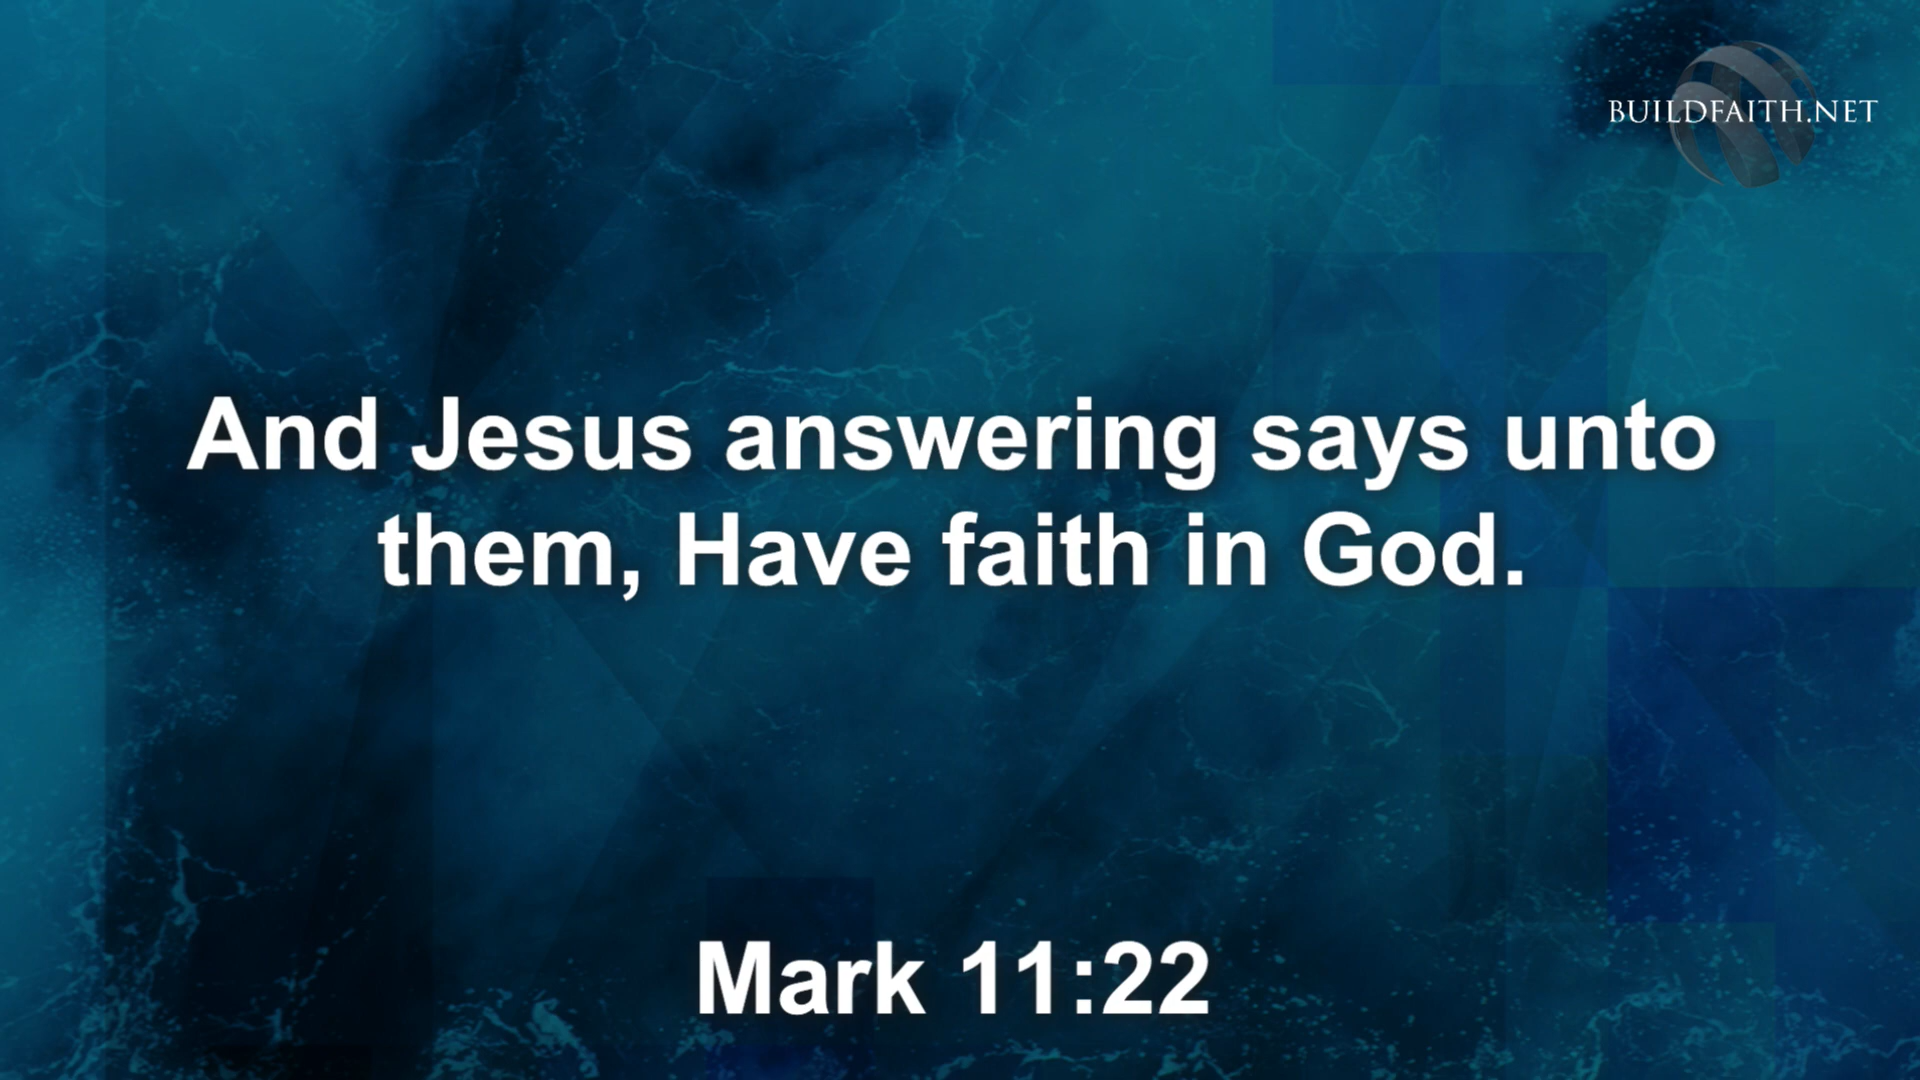 BUILDFAITH.NET
And Jesus answering says unto
them, Have faith in God.
Mark 11:22